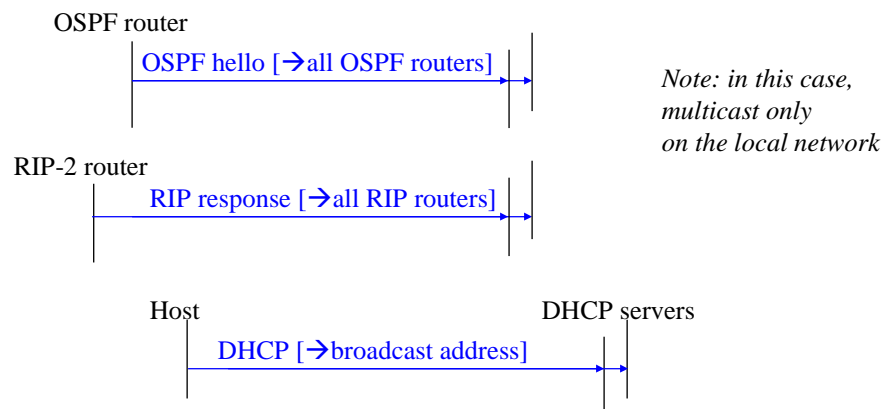 OSPF router
OSPF hello [→all OSPF routers]
Note: in this case,
multicast only
on the local network
RIP-2 router
RIP response [→all RIP routers]
Host
DHCP servers
DHCP [→broadcast address]